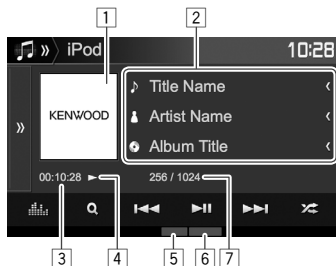 1 2
iPod 10:28
KENWOOD
Title Name
Artist Name
Album Title
00:10:28 256 / 1024
3 4 5 6 7